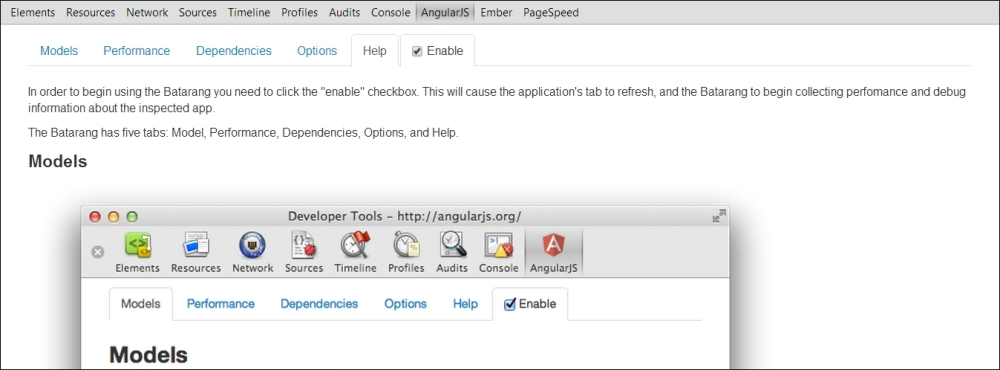 Elements Resources Network Sources Timeline Profiles Audits Console AngularJS Ember PageSpeed
Models Performance Dependencies Options Help Enable
In order to begin using the Batarang you need to click the "enable" checkbox. This will cause the application's tab to refresh, and the Batarang to begin collecting perfomance and debug
information about the inspected app.
The Batarang has five tabs: Model, Performance, Dependencies, Options, and Help.
Models
Developer Tools - http://angularjs.org/
Elements Resources Network Sources Timeline Profiles Audits Console AngularJS
Models Performance Dependencies Options Help Enable
Models